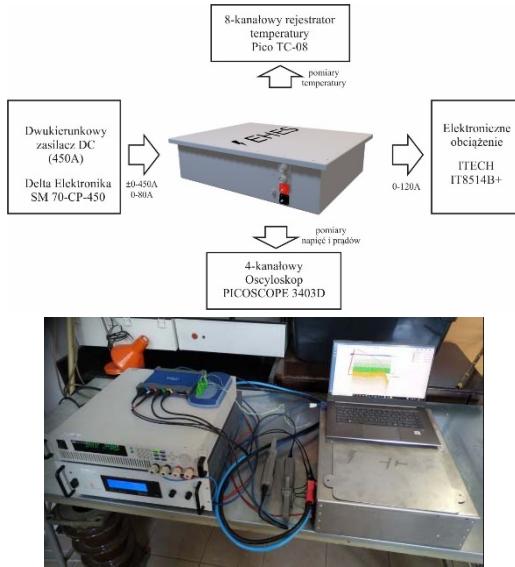 8-kanałowy rejestrator
temperatury
Pico TC-08
pomiary
temperatury
Dwukierunkowy
zasilacz DC
(450A)
Delta Elektronika
SM 70-CP-450
±0-450A
0-80A
Elektroniczne
obciążenie
ITECH
IT8514B+
0-120A
pomiary
napięć i prądów
4-kanałowy
Oscyloskop
PICOSCOPE 3403D